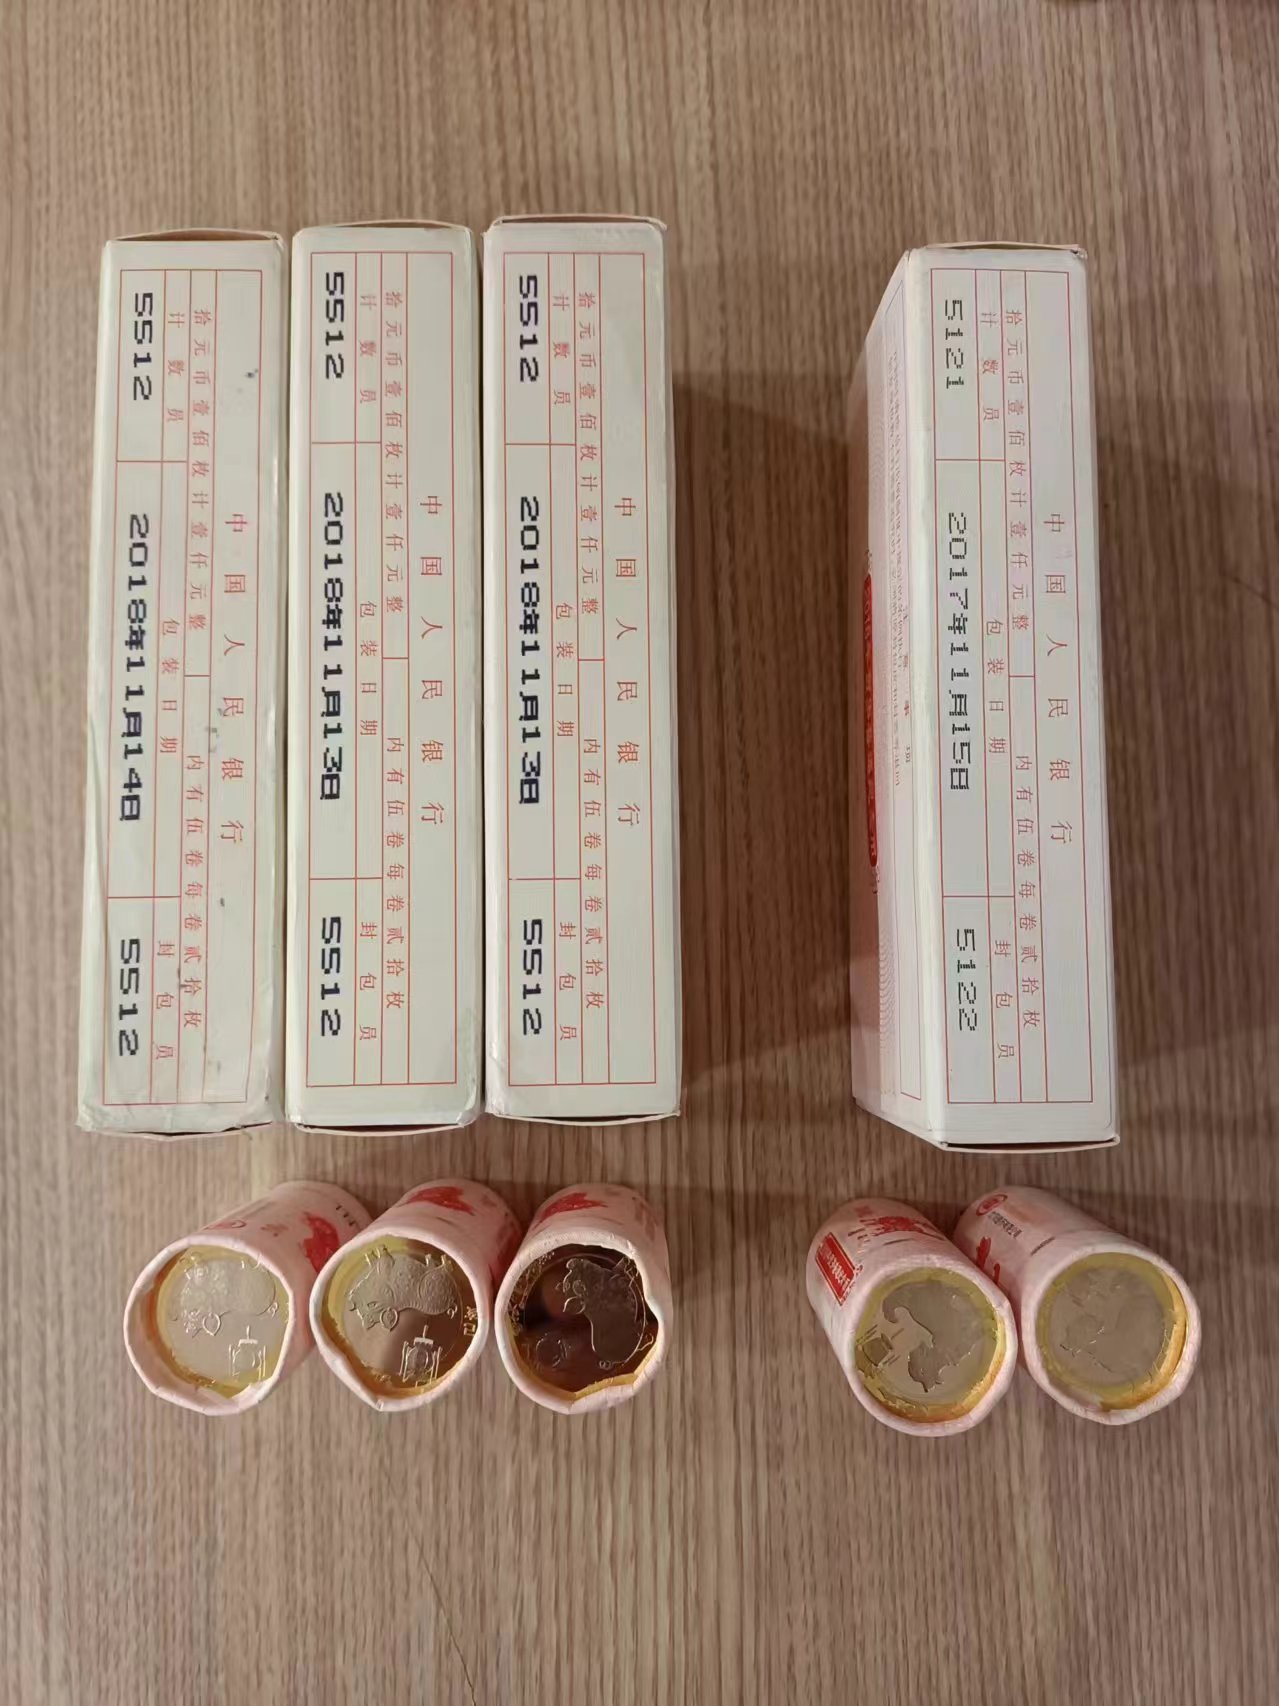 中国人民银行
拾元币壹佰枚计壹仟元整
内有伍卷每卷贰拾枚
计数员
包装日期
封包员
5512
2018年11月14日
5512
中国人民银行
拾元币壹佰枚计壹仟元整
内有伍卷每卷贰拾枚
计数员
包装日期
封包员
5512
2018年11月13日
5512
中国人民银行
拾元币壹佰枚计壹仟元整
内有伍卷每卷贰拾枚
计数员
包装日期
封包员
5512
2018年11月13日
5512
中国人民银行
拾元币壹佰枚计壹仟元整
内有伍卷每卷贰拾枚
计数员
包装日期
封包员
5121
2017年11月15日
5122